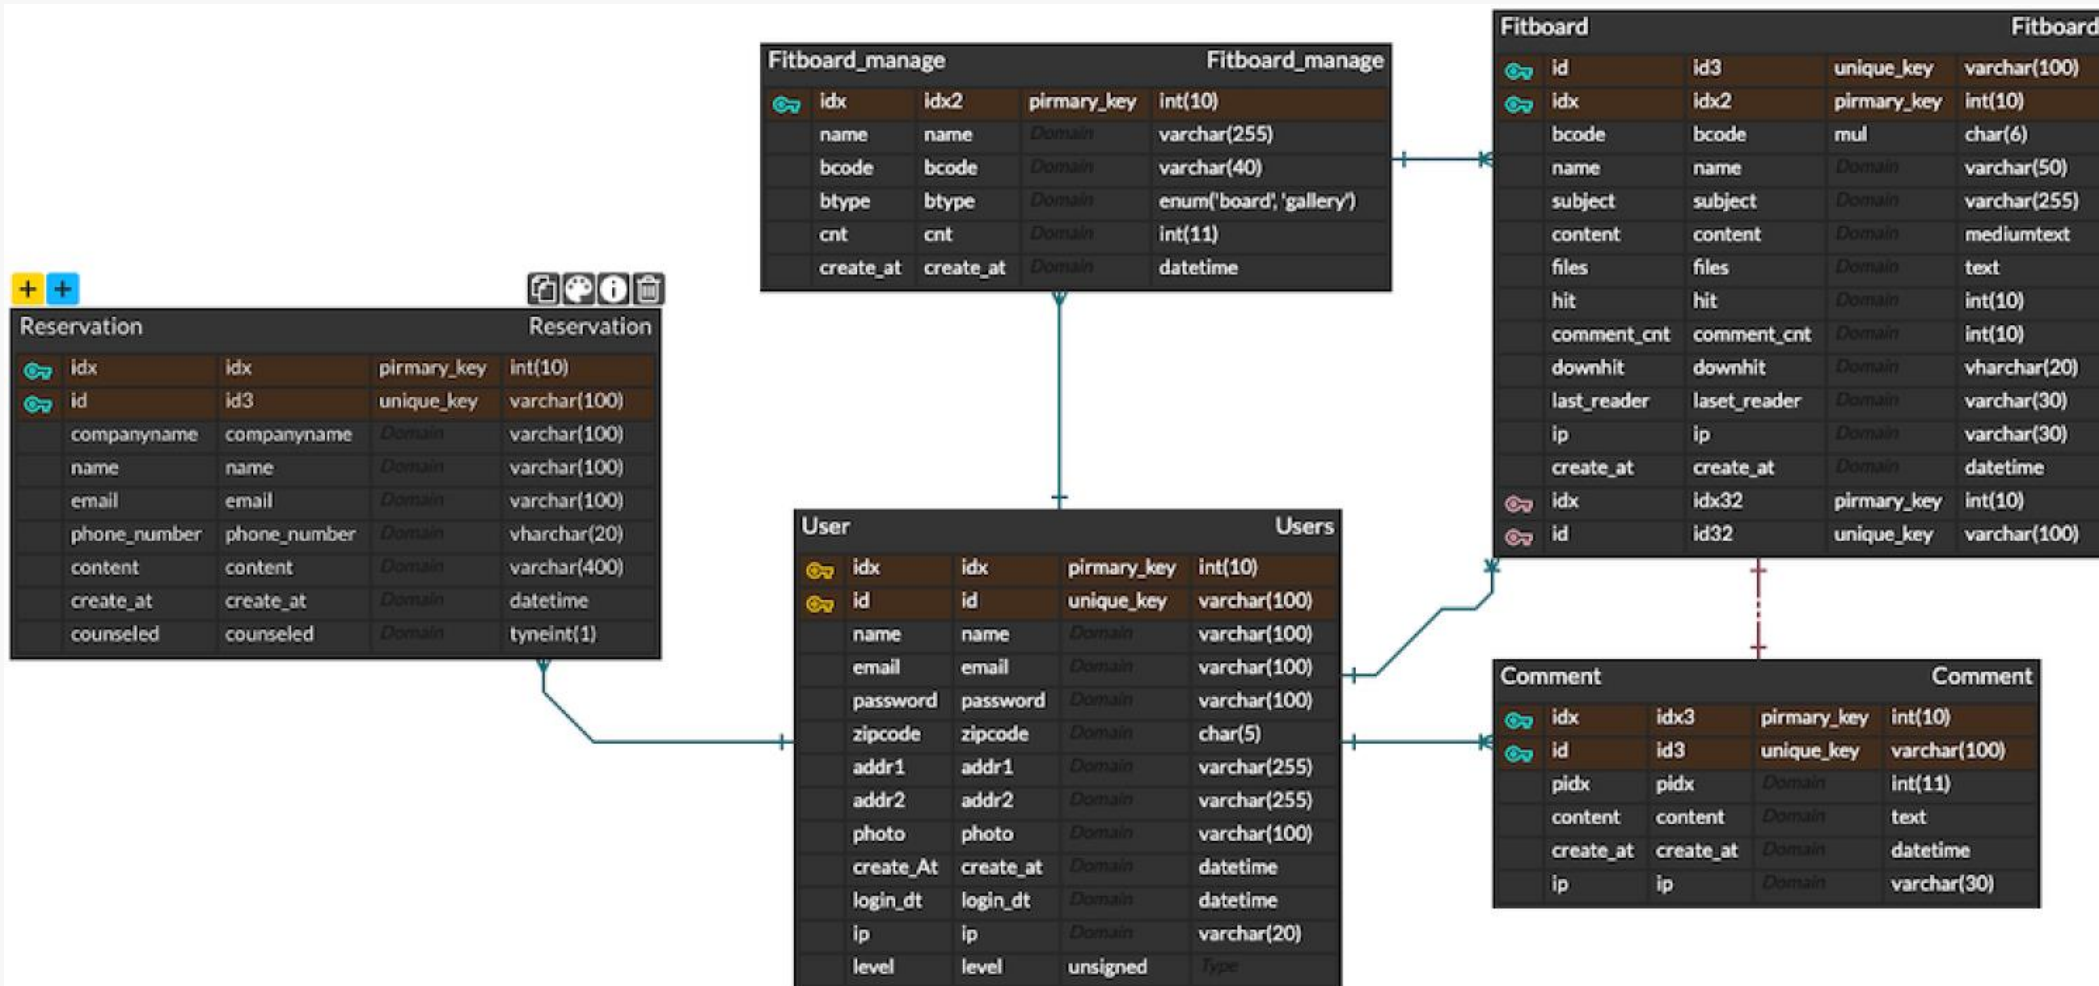 Fitboard_manage Fitboard_manage
idx idx2 pirmary_key int(10)
name name Domain varchar(255)
bcode bcode Domain varchar(40)
btype btype Domain enum('board', 'gallery')
cnt cnt Domain int(11)
create_at create_at Domain datetime
Fitboard Fitboard
id id3 unique_key varchar(100)
idx idx2 pirmary_key int(10)
bcode bcode mul char(6)
name name Domain varchar(50)
subject subject Domain varchar(255)
content content Domain mediumtext
files files Domain text
hit hit Domain int(10)
comment_cnt comment_cnt Domain int(10)
downhit downhit Domain vharchar(20)
last_reader laset_reader Domain varchar(30)
ip ip Domain varchar(30)
create_at create_at Domain datetime
idx idx32 pirmary_key int(10)
id id32 unique_key varchar(100)
Reservation Reservation
idx idx pirmary_key int(10)
id id3 unique_key varchar(100)
companyname companyname Domain varchar(100)
name name Domain varchar(100)
email email Domain varchar(100)
phone_number phone_number Domain vharchar(20)
content content Domain varchar(400)
create_at create_at Domain datetime
counseled counseled Domain tyneint(1)
User Users
idx idx pirmary_key int(10)
id id unique_key varchar(100)
name name Domain varchar(100)
email email Domain varchar(100)
password password Domain varchar(100)
zipcode zipcode Domain char(5)
addr1 addr1 Domain varchar(255)
addr2 addr2 Domain varchar(255)
photo photo Domain varchar(100)
create_At create_at Domain datetime
login_dt login_dt Domain datetime
ip ip Domain varchar(20)
level level unsigned Type
Comment Comment
idx idx3 pirmary_key int(10)
id id3 unique_key varchar(100)
pidx pidx Domain int(11)
content content Domain text
create_at create_at Domain datetime
ip ip Domain varchar(30)